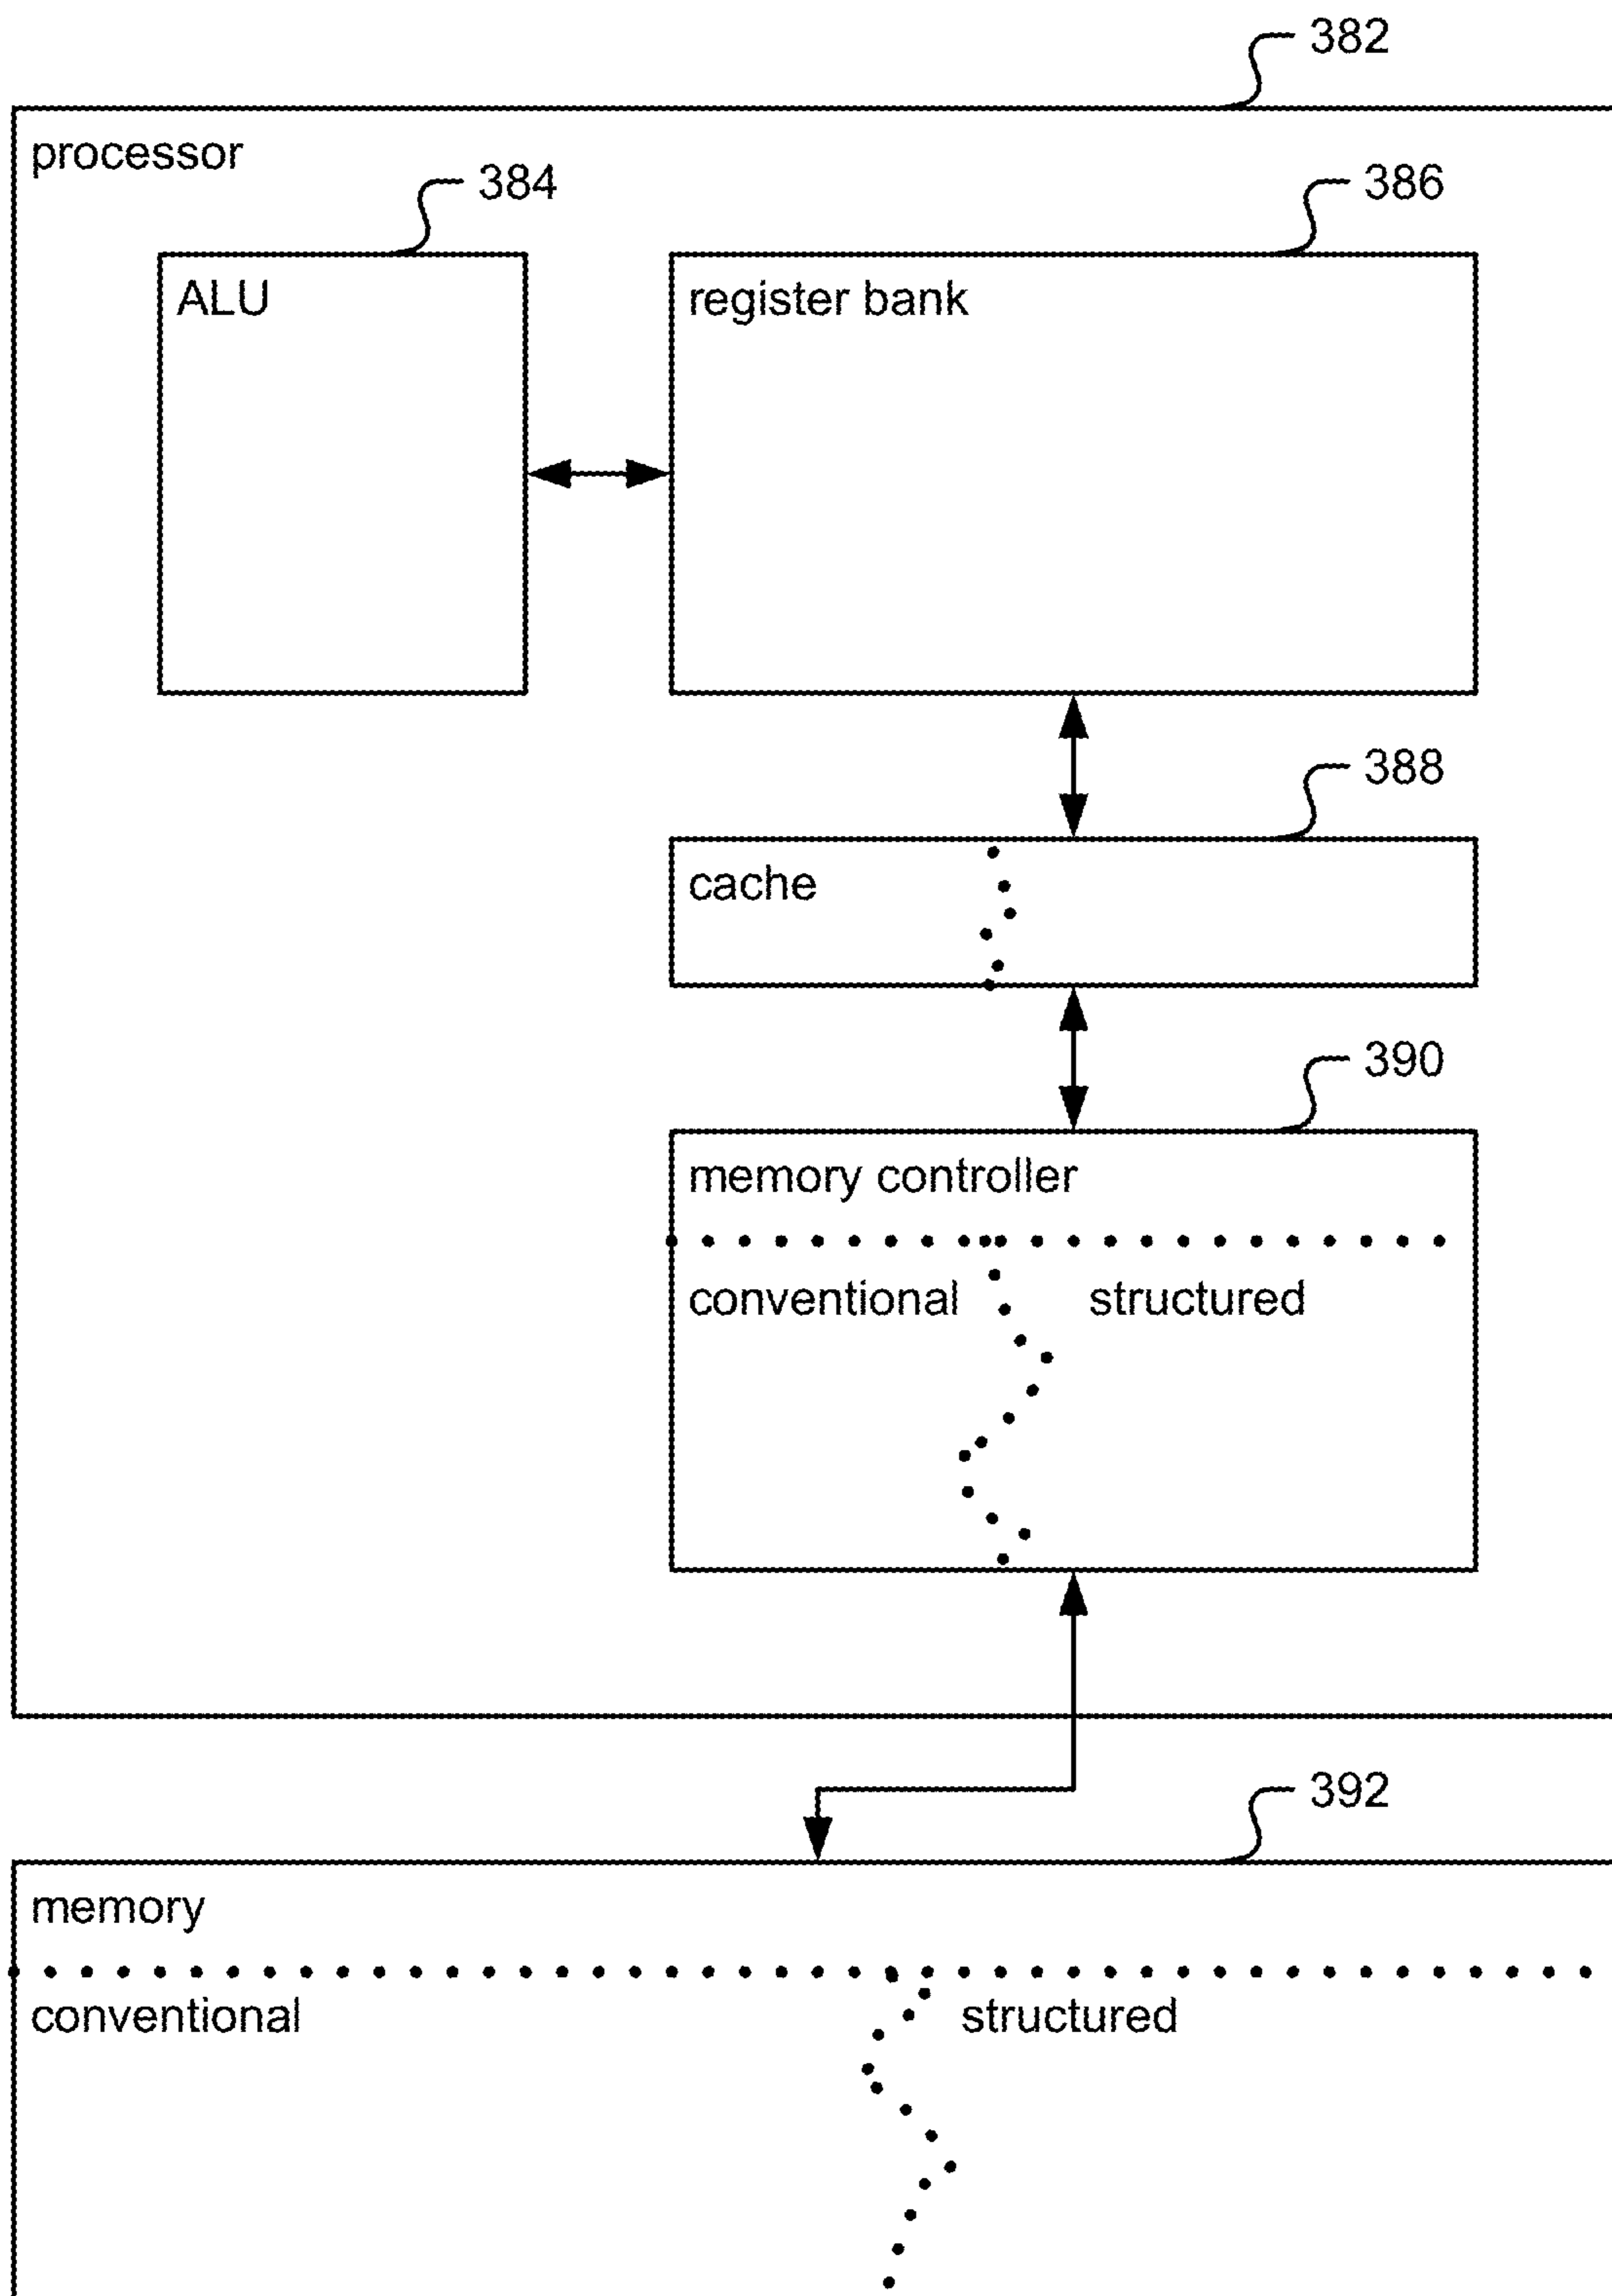 382
processor
384
386
ALU
register bank
388
cache
390
memory controller
conventional structured
392
memory
conventional structured